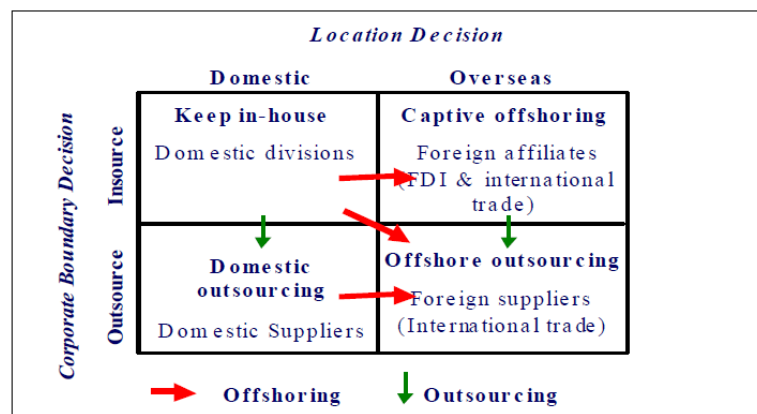 Location Decision
Domestic Overseas
Corporate Boundary Decision
Insource
Keep in-house
Domestic divisions
Captive offshoring
Foreign affiliates
(FDI & international
trade)
Outsource
Domestic
outsourcing
Domestic Suppliers
Offshore outsourcing
Foreign suppliers
(International trade)
Offshoring Outsourcing